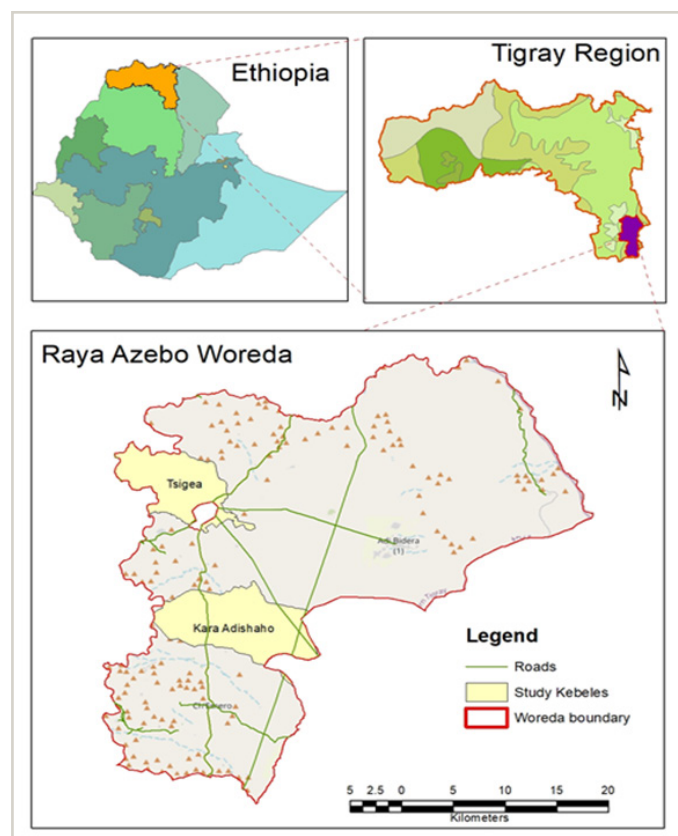 Ethiopia
Tigray Region
Raya Azebo Woreda
N
Tsigea
Adi Bidera
(1)
Tigray
Kara Adishaho
Legend
Roads
Study Kebeles
Woreda boundary
5 2.5 0 5 10 15 20
Kilometers